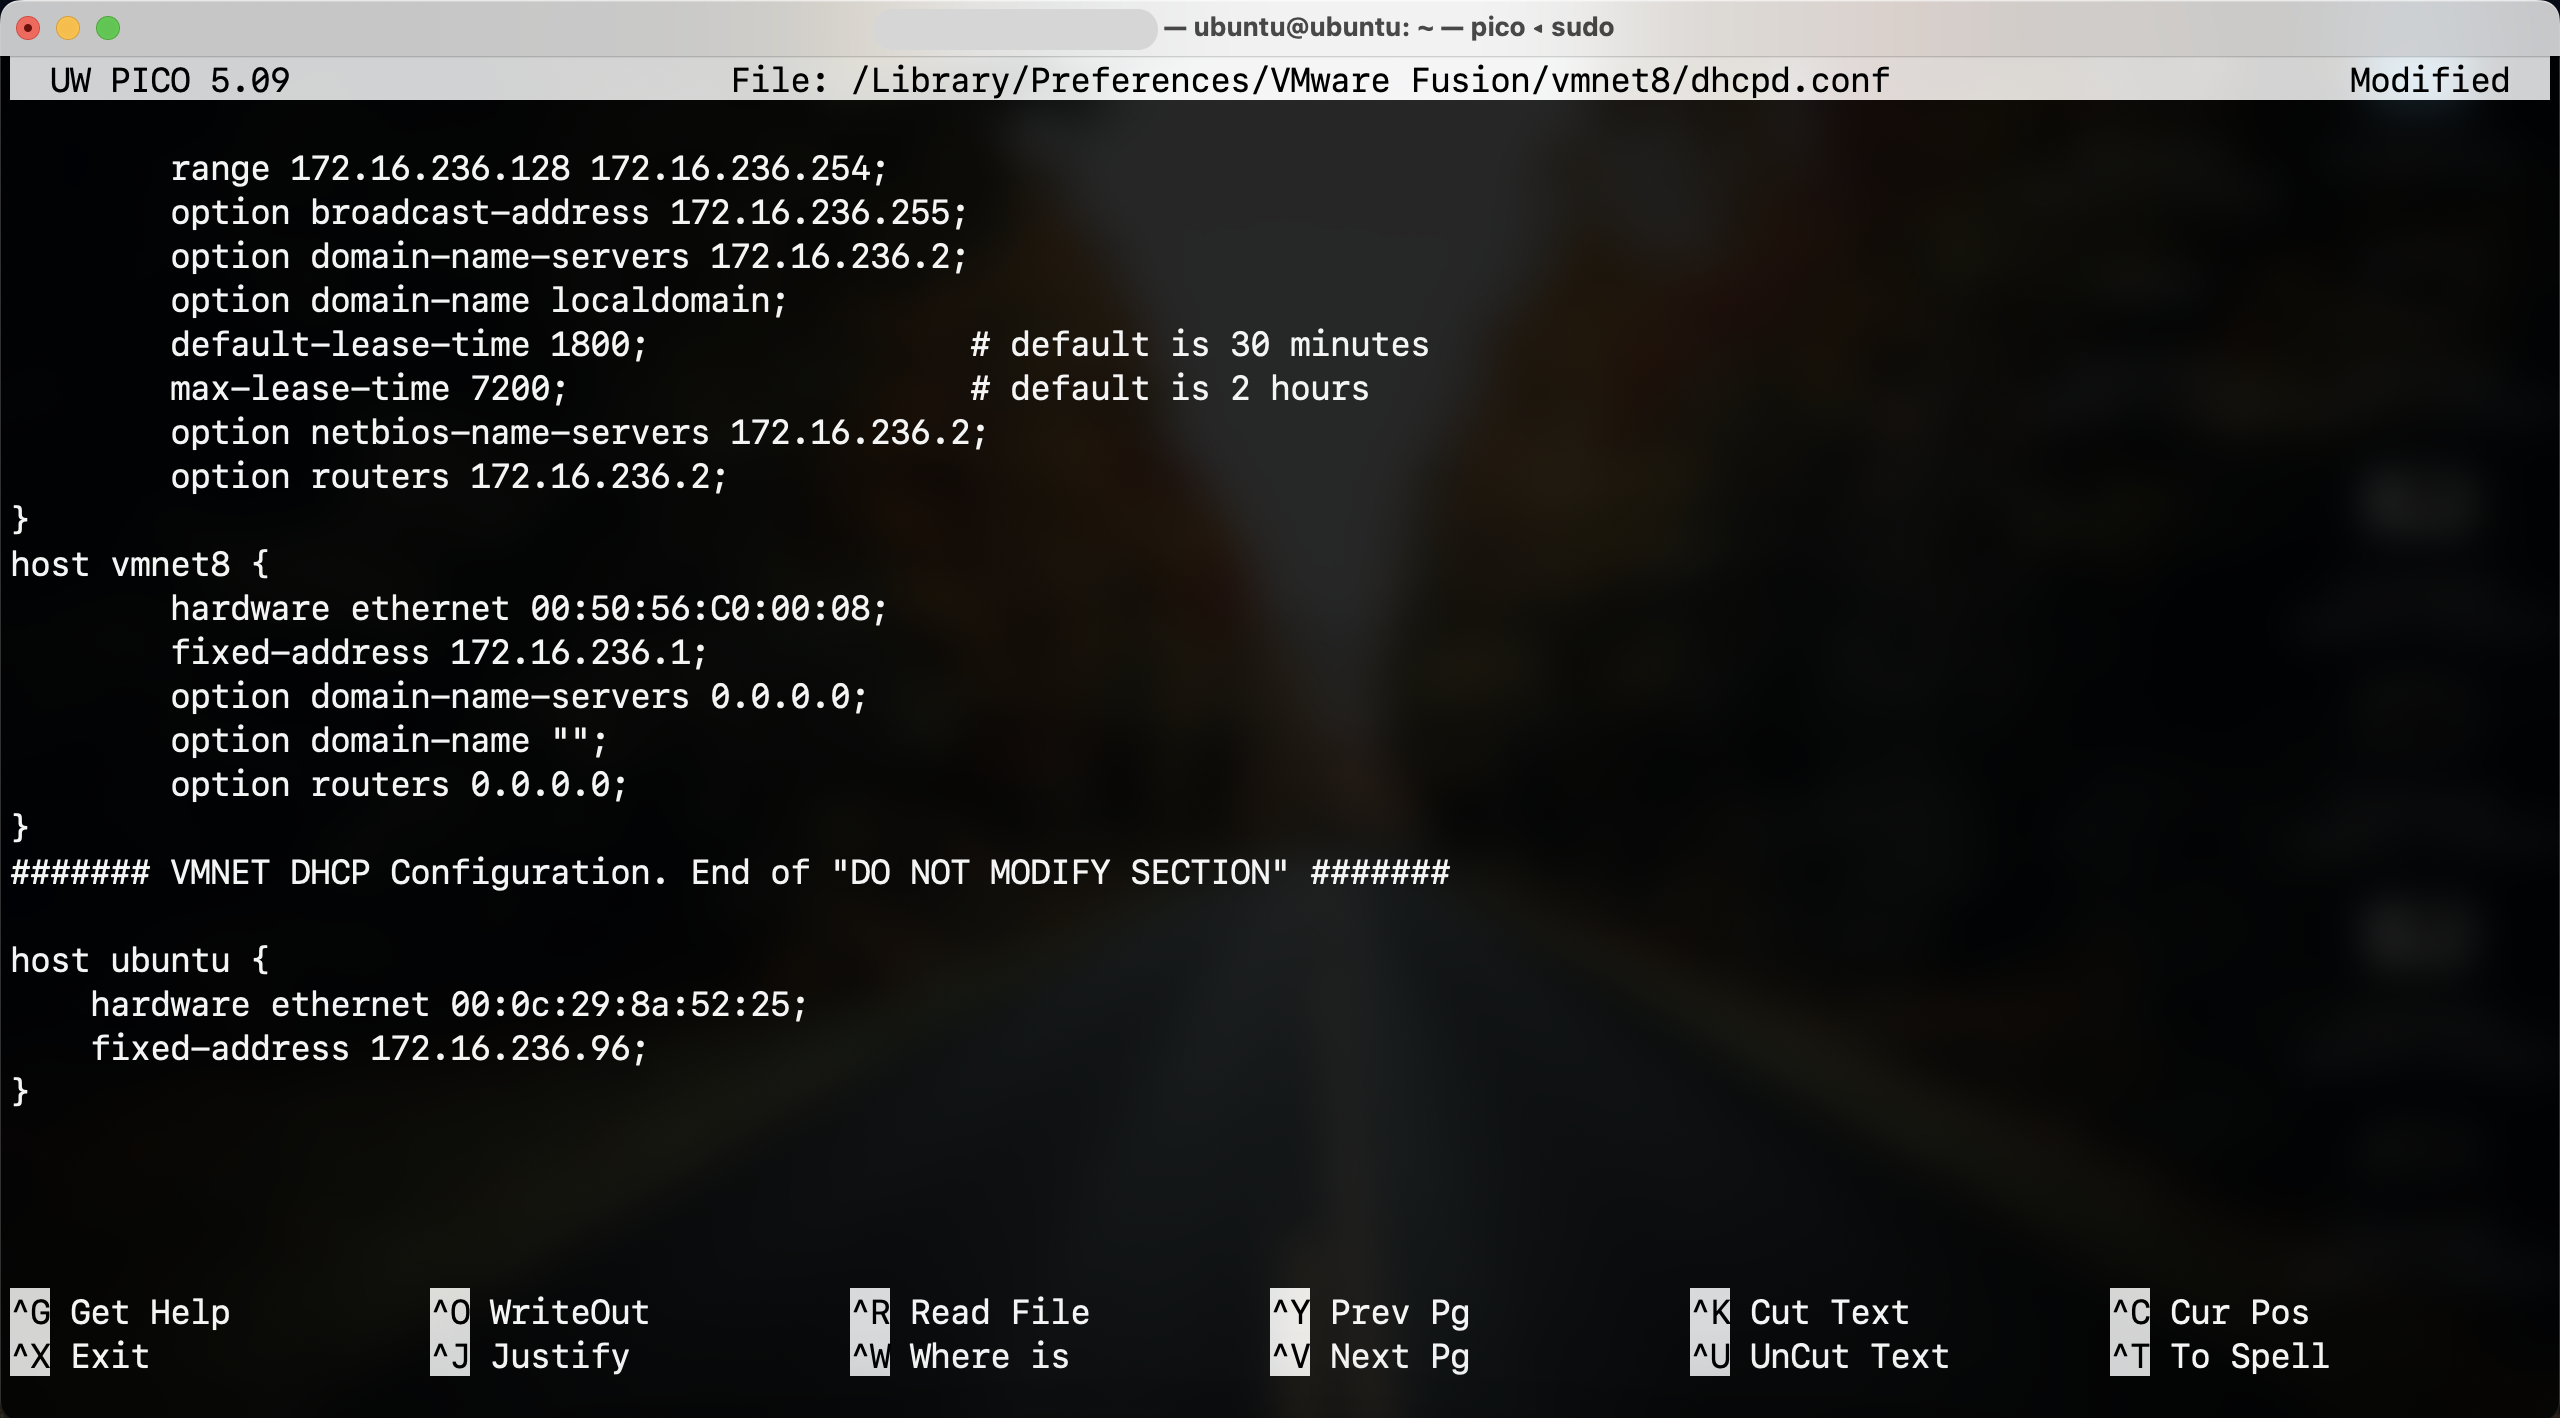 — ubuntu@ubuntu: ~ — pico ◂ sudo
UW PICO 5.09 File: /Library/Preferences/VMware Fusion/vmnet8/dhcpd.conf Modified
range 172.16.236.128 172.16.236.254;
option broadcast-address 172.16.236.255;
option domain-name-servers 172.16.236.2;
option domain-name localdomain;
default-lease-time 1800; # default is 30 minutes
max-lease-time 7200; # default is 2 hours
option netbios-name-servers 172.16.236.2;
option routers 172.16.236.2;
}
host vmnet8 {
hardware ethernet 00:50:56:C0:00:08;
fixed-address 172.16.236.1;
option domain-name-servers 0.0.0.0;
option domain-name "";
option routers 0.0.0.0;
}
####### VMNET DHCP Configuration. End of "DO NOT MODIFY SECTION" #######
host ubuntu {
hardware ethernet 00:0c:29:8a:52:25;
fixed-address 172.16.236.96;
}
^G Get Help ^O WriteOut ^R Read File ^Y Prev Pg ^K Cut Text ^C Cur Pos
^X Exit ^J Justify ^W Where is ^V Next Pg ^U UnCut Text ^T To Spell